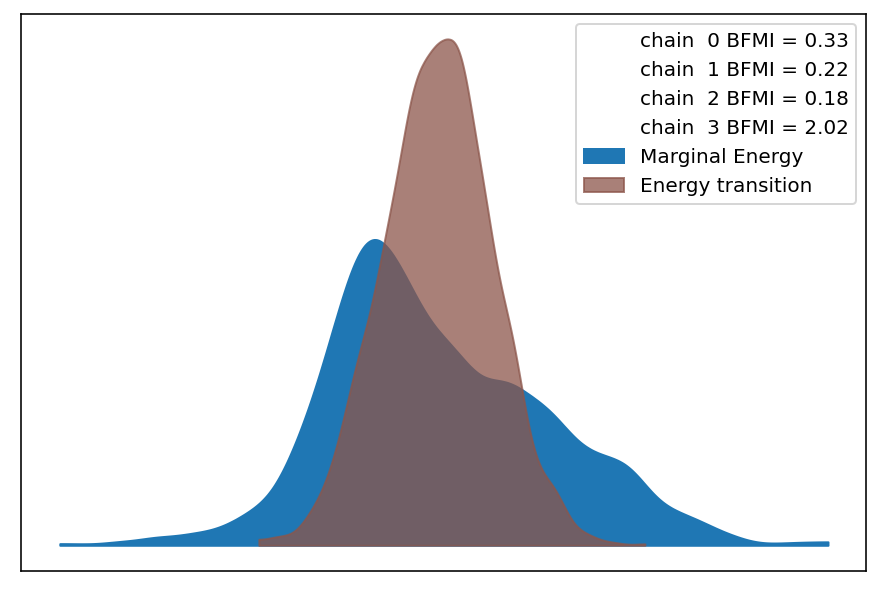 chain  0 BFMI = 0.33
chain  1 BFMI = 0.22
chain  2 BFMI = 0.18
chain  3 BFMI = 2.02
Marginal Energy
Energy transition